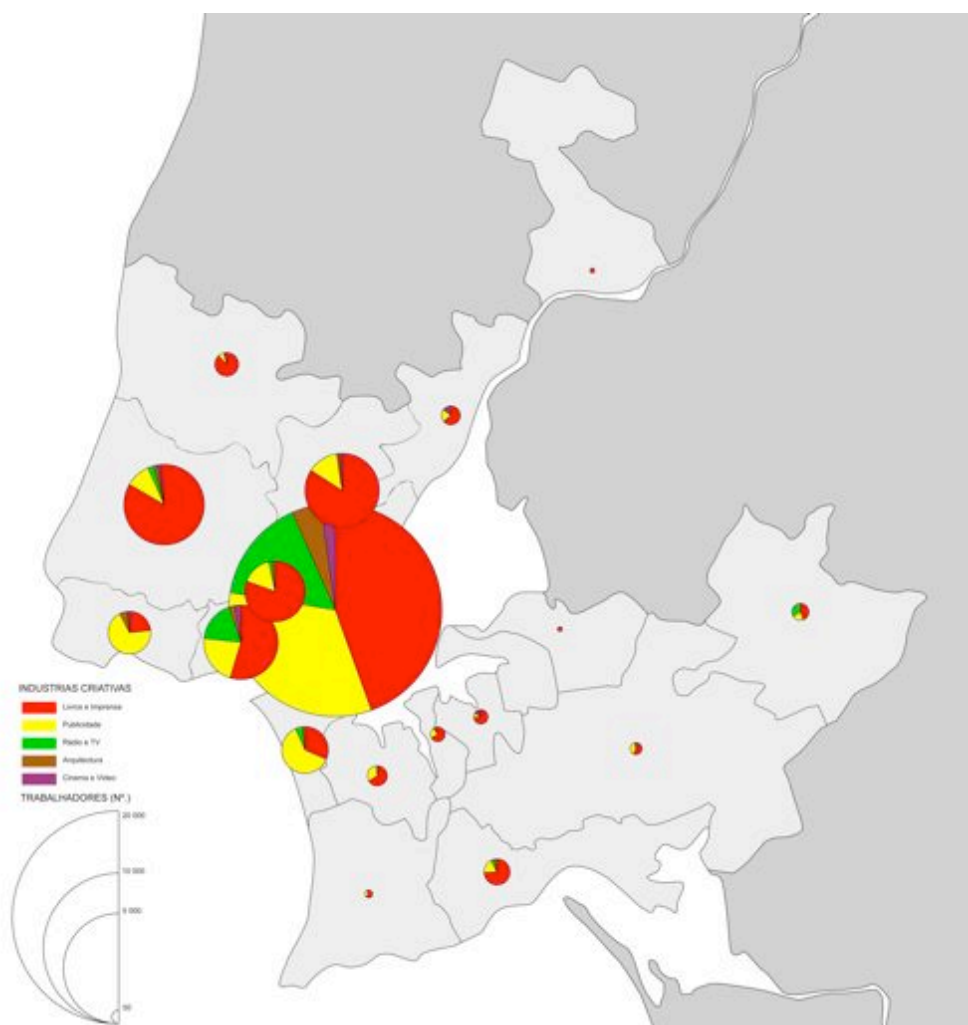 INDUSTRIAS CRIATIVAS
Livros e Imprensa
Publicidade
Rádio e TV
Arquitectura
Cinema e Vídeo
TRABALHADORES (Nº.)
20 000
10 000
5 000
50